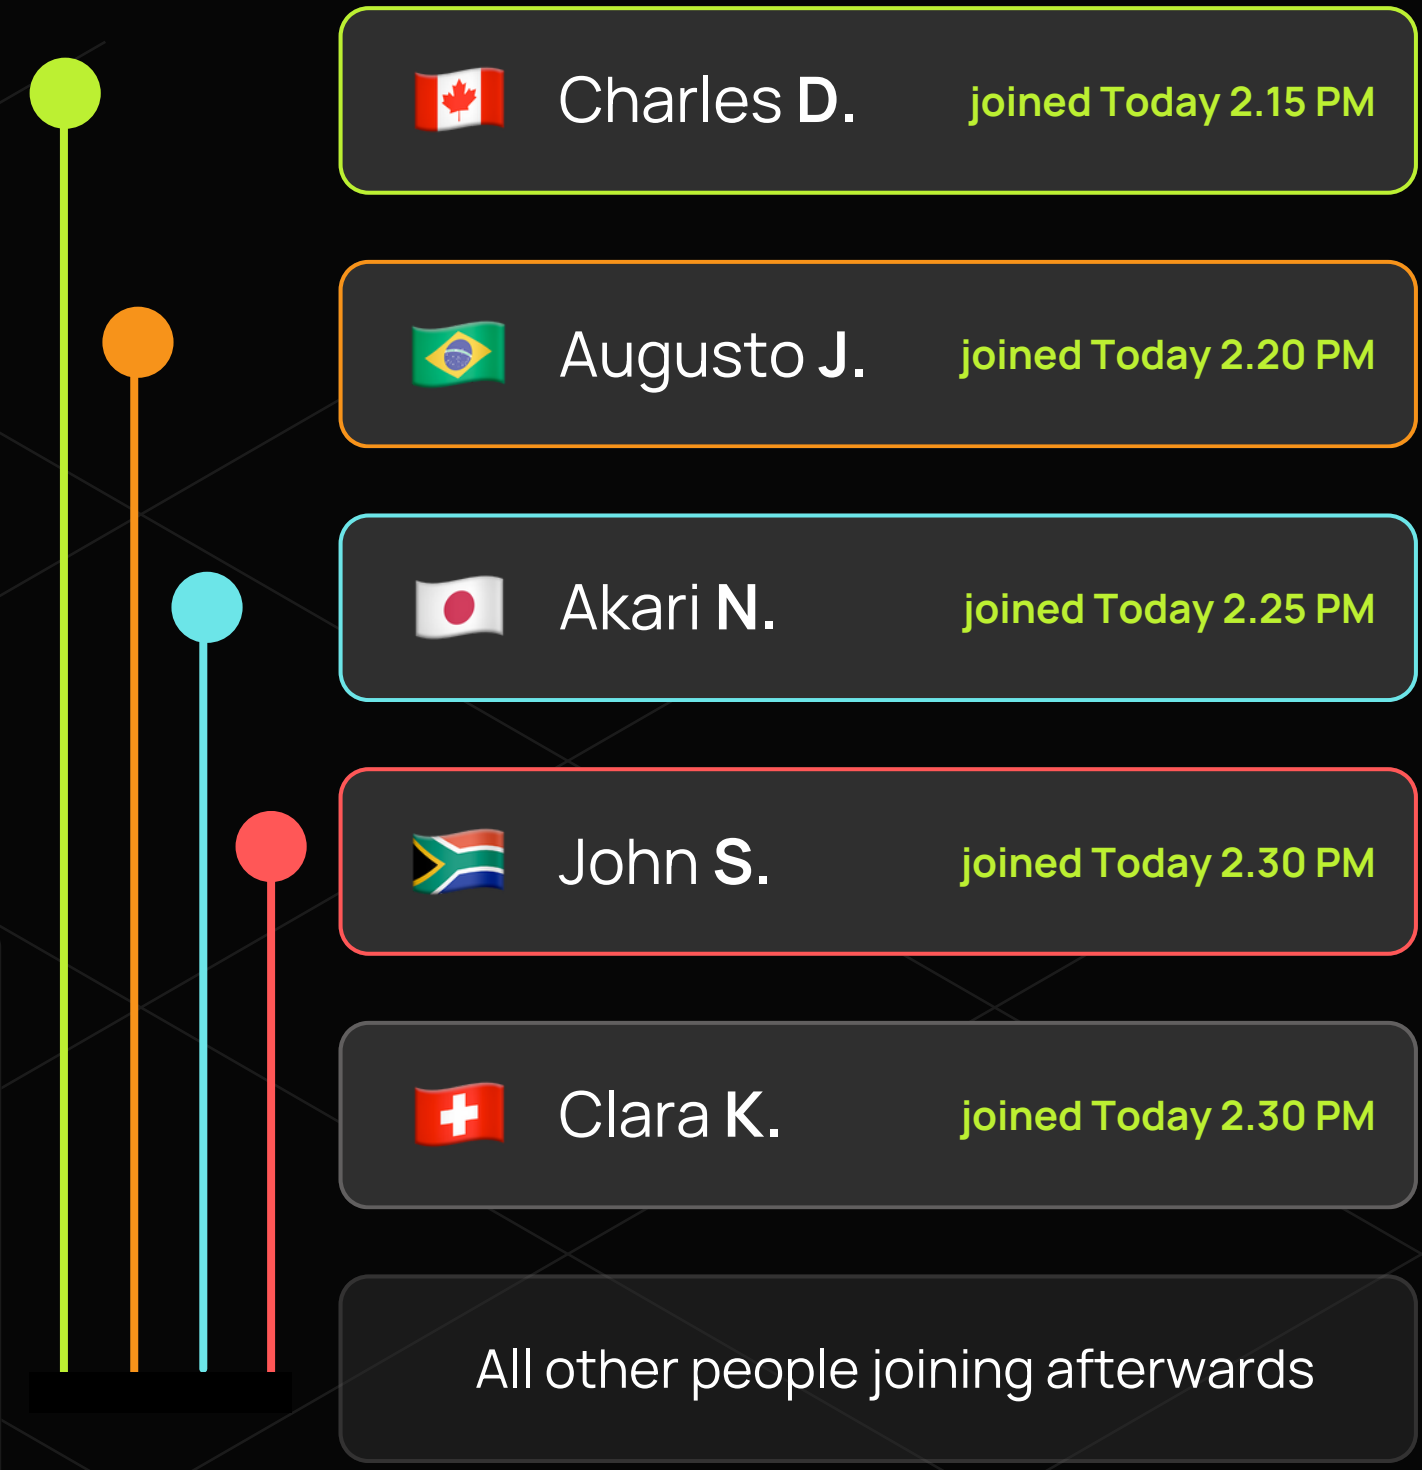 Charles D. joined Today 2.15 PM
Augusto J. joined Today 2.20 PM
Akari N. joined Today 2.25 PM
John S. joined Today 2.30 PM
Clara K. joined Today 2.30 PM
All other people joining afterwards